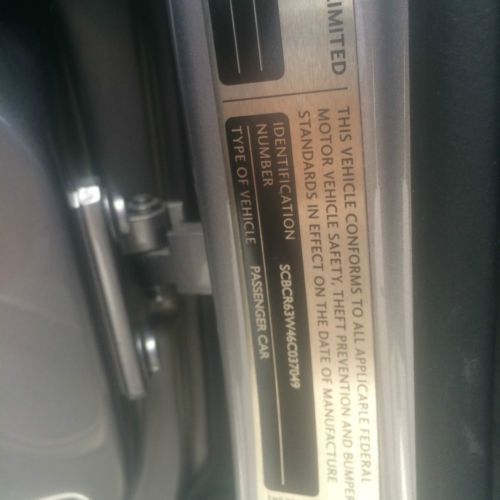 LIMITED
THIS VEHICLE CONFORMS TO ALL APPLICABLE FEDERAL
MOTOR VEHICLE SAFETY, THEFT PREVENTION AND BUMPER
STANDARDS IN EFFECT ON THE DATE OF MANUFACTURE
IDENTIFICATION
NUMBER SCBCR63W46C037049
TYPE OF VEHICLE PASSENGER CAR